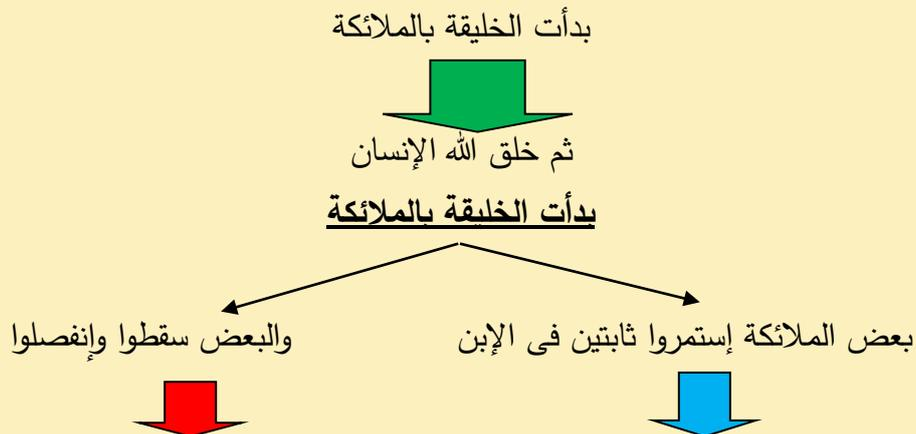 بدأت الخليقة بالملائكة
ثم خلق الله الإنسان
بدأت الخليقة بالملائكة
بعض الملائكة إستمروا ثابتين فى الإبن
والبعض سقطوا وإنفصلوا